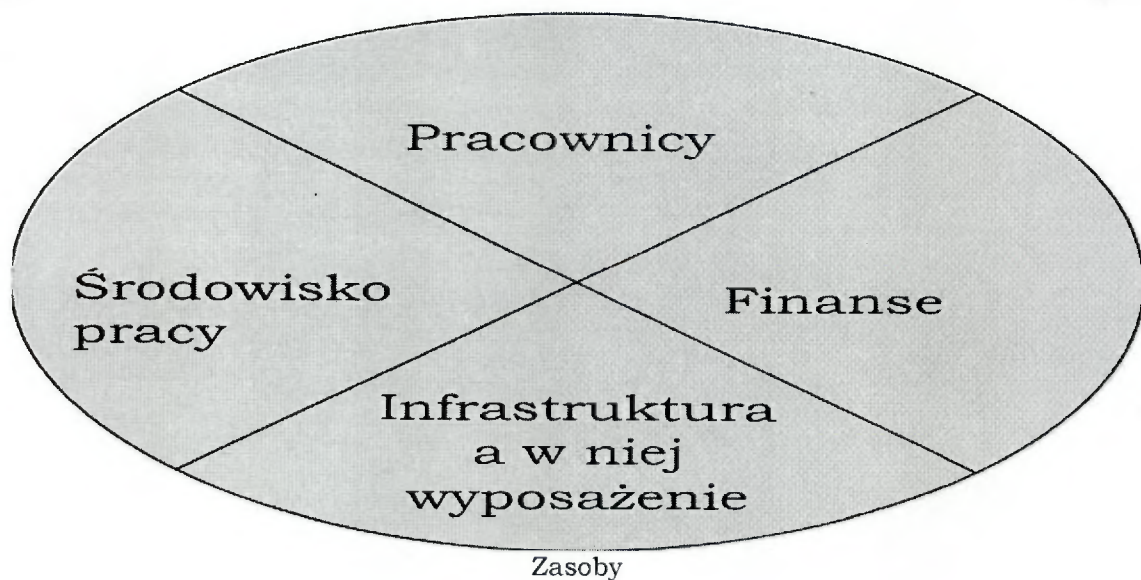 Pracownicy
Środowisko
pracy
Finanse
Infrastruktura
a w niej
wyposażenie
Zasoby